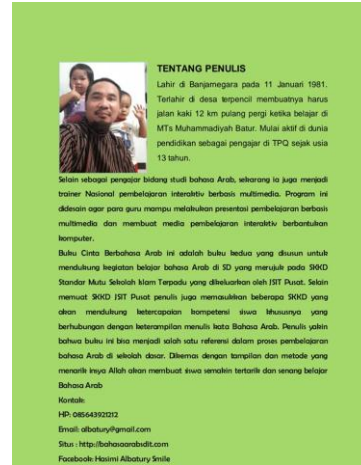 TENTANG PENULIS
Lahir di Banjarnegara pada 11 Januari 1981.
Terlahir di desa terpencil membuatnya harus
jalan kaki 12 km pulang pergi ketika belajar di
MTs Muhammadiyah Batur. Mulai aktif di dunia
pendidikan sebagai pengajar di TPQ sejak usia
13 tahun.
Selain sebagai pengajar bidang studi bahasa Arab, sekarang ia juga menjadi
trainer Nasional pembelajaran interaktiv berbasis multimedia. Program ini
didesain agar para guru mampu melakukan presentasi pembelajaran berbasis
multimedia dan membuat media pembelajaran interaktiv berbantukan
komputer.
Buku Cinta Berbahasa Arab ini adalah buku kedua yang disusun untuk
mendukung kegiatan belajar bahasa Arab di SD yang merujuk pada SKKD
Standar Mutu Sekolah Islam Terpadu yang dikeluarkan oleh JSIT Pusat. Selain
memuat SKKD JSIT Pusat penulis juga memasukkan beberapa SKKD yang
akan mendukung ketercapaian kompetensi siswa khususnya yang
berhubungan dengan keterampilan menulis kata Bahasa Arab. Penulis yakin
bahwa buku ini bisa menjadi salah satu referensi dalam proses pembelajaran
bahasa Arab di sekolah dasar. Dikemas dengan tampilan dan metode yang
menarik insya Allah akan membuat siswa semakin tertarik dan senang belajar
Bahasa Arab
Kontak:
HP: 085643921212
Email: albatury@gmail.com
Situs : http://bahasaarabsdit.com
Facebook: Hasimi Albatury Smile